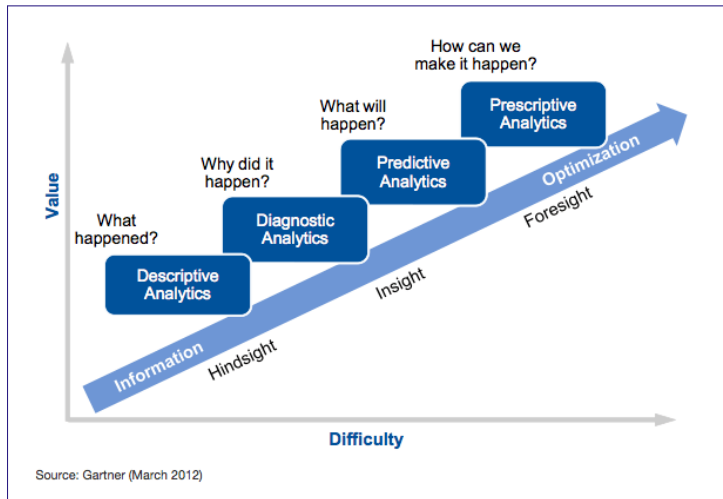 How can we
make it happen?
Prescriptive
Analytics
What will
happen?
Predictive
Analytics
Why did it
happen?
Diagnostic
Analytics
What
happened?
Descriptive
Analytics
Value
Information
Optimization
Hindsight
Insight
Foresight
Difficulty
Source: Gartner (March 2012)